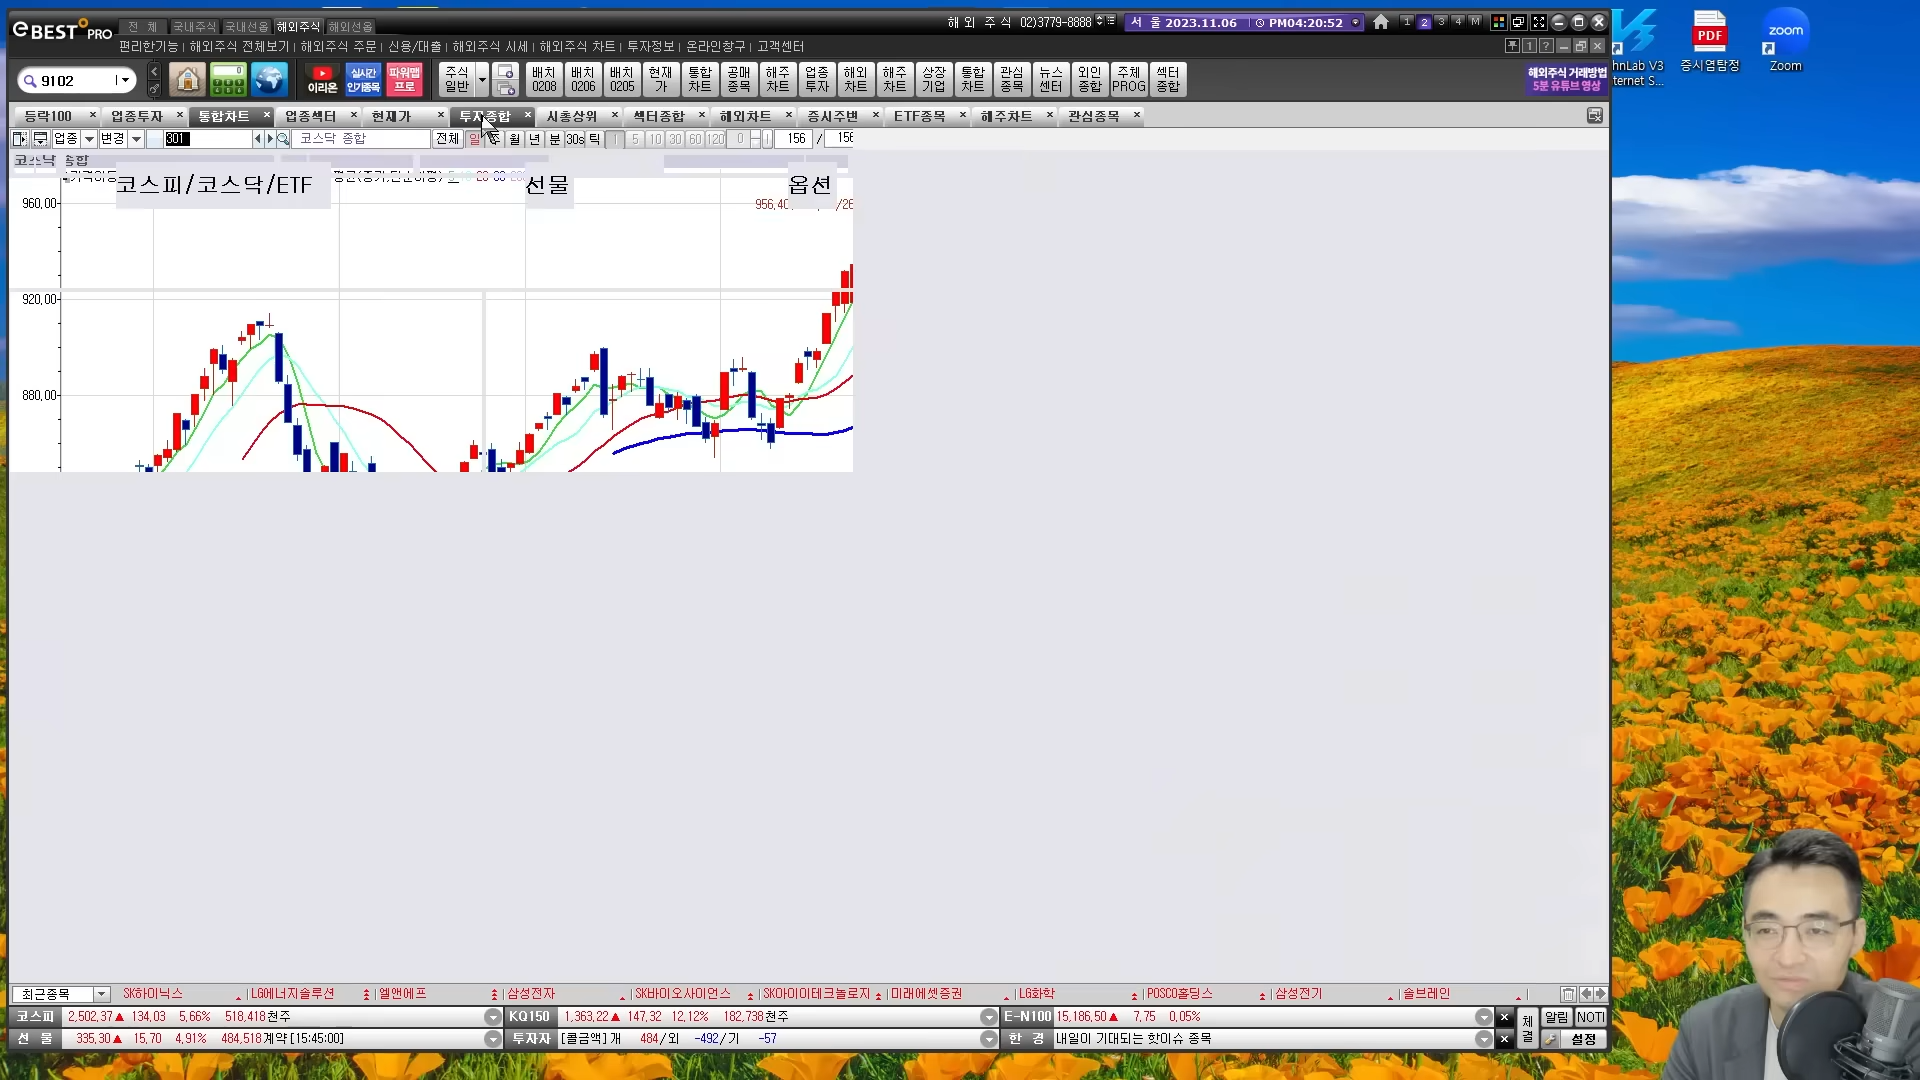 eBEST PRO 전 체 국내주식 국내선옵 해외주식 해외선옵 해 외 주 식 02)3779-8888 서 울 2023.11.06 PM04:20:52 1 2 3 4 M
편리한기능 | 해외주식 전체보기 | 해외주식 주문 | 신용/대출 | 해외주식 시세 | 해외주식 차트 | 투자정보 | 온라인창구 | 고객센터
9102 이리온 실시간 인기종목 파워맵 프로 주식 일반 배치 0208 배치 0206 배치 0205 현재 가 통합 차트 공매 종목 해주 차트 업종 투자 해외 차트 해주 차트 상장 기업 통합 차트 관심 종목 뉴스 센터 외인 종합 주체 PROG 섹터 종합 해외주식 거래방법 5분 유튜브 영상
등락100 업종투자 통합차트 업종섹터 현재가 투자종합 시총상위 섹터종합 해외차트 증시주변 ETF종목 해주차트 관심종목
업종 변경 301 코스닥 종합 전체 일 주 월 년 분 30s 틱 1 5 10 30 60 120 0 156 / 156
코스닥 종합
코스피/코스닥/ETF 선물 옵션
960,00
956,40
920,00
880,00
최근종목 SK하이닉스 LG에너지솔루션 엘앤에프 삼성전자 SK바이오사이언스 SK아이이테크놀로지 미래에셋증권 LG화학 POSCO홀딩스 삼성전기 솔브레인
코스피 2,502,37▲ 134,03 5,66% 518,418천주 KQ150 1,363,22▲ 147,32 12,12% 182,738천주 E-N100 15,186,50▲ 7,75 0,05% 체결 알림 NOTI
선 물 335,30▲ 15,70 4,91% 484,518계약 [15:45:00] 투자자 [콜금액]개 484/외 -492/기 -57 한 경 내일이 기대되는 핫이슈 종목 설정
PDF
증시열탐정
zoom
Zoom
hnLab V3
ternet S...